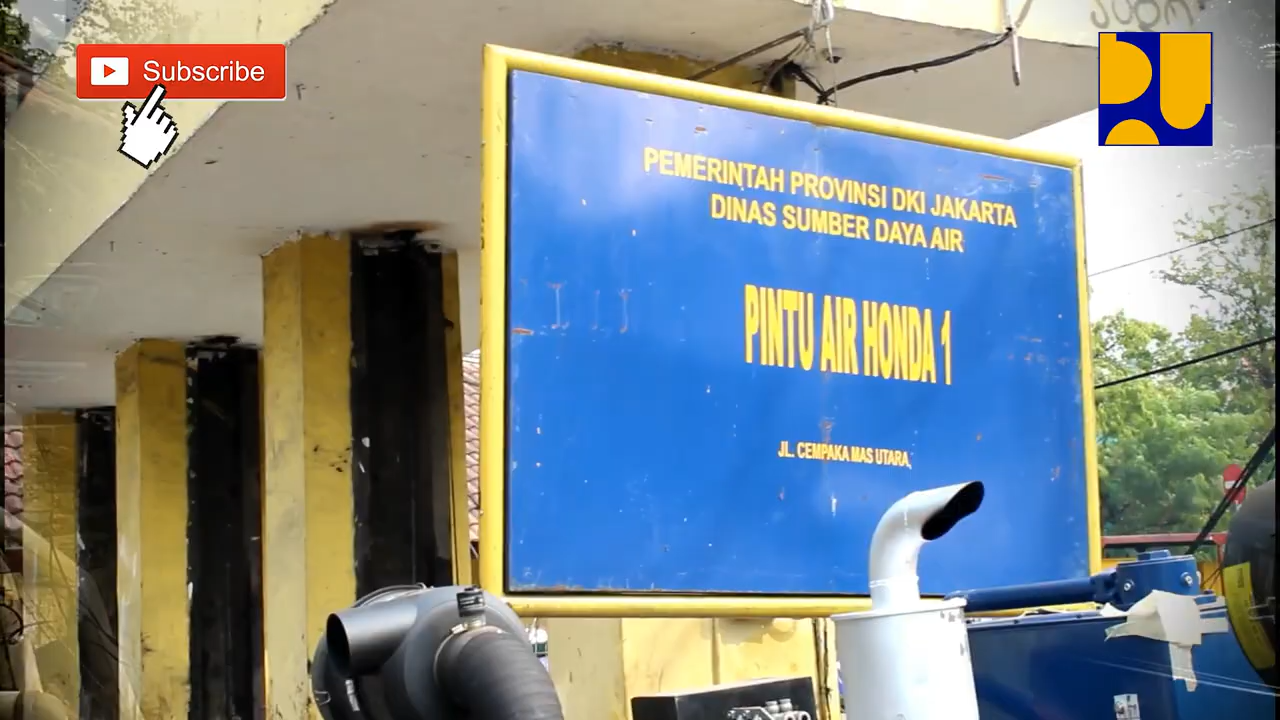 Subscribe
PEMERINTAH PROVINSI DKI JAKARTA
DINAS SUMBER DAYA AIR
PINTU AIR HONDA 1
JL. CEMPAKA MAS UTARA,